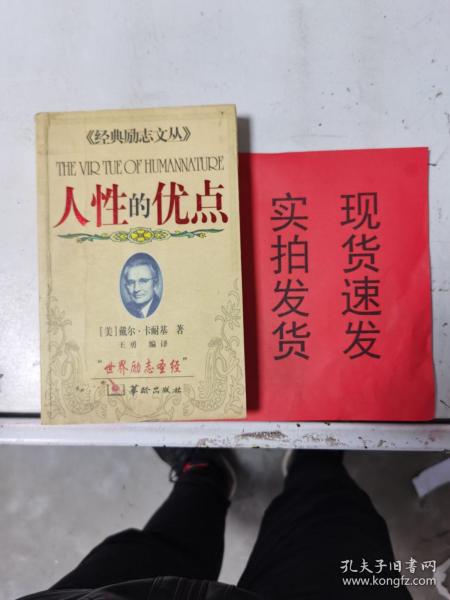 《经典励志文丛》
THE VIRTUE OF HUMANNATURE
人性的优点
[美]戴尔·卡耐基 著
王勇 编译
"世界励志圣经"
华龄出版社
现货速发
实拍发货
孔夫子旧书网
www.kongfz.com